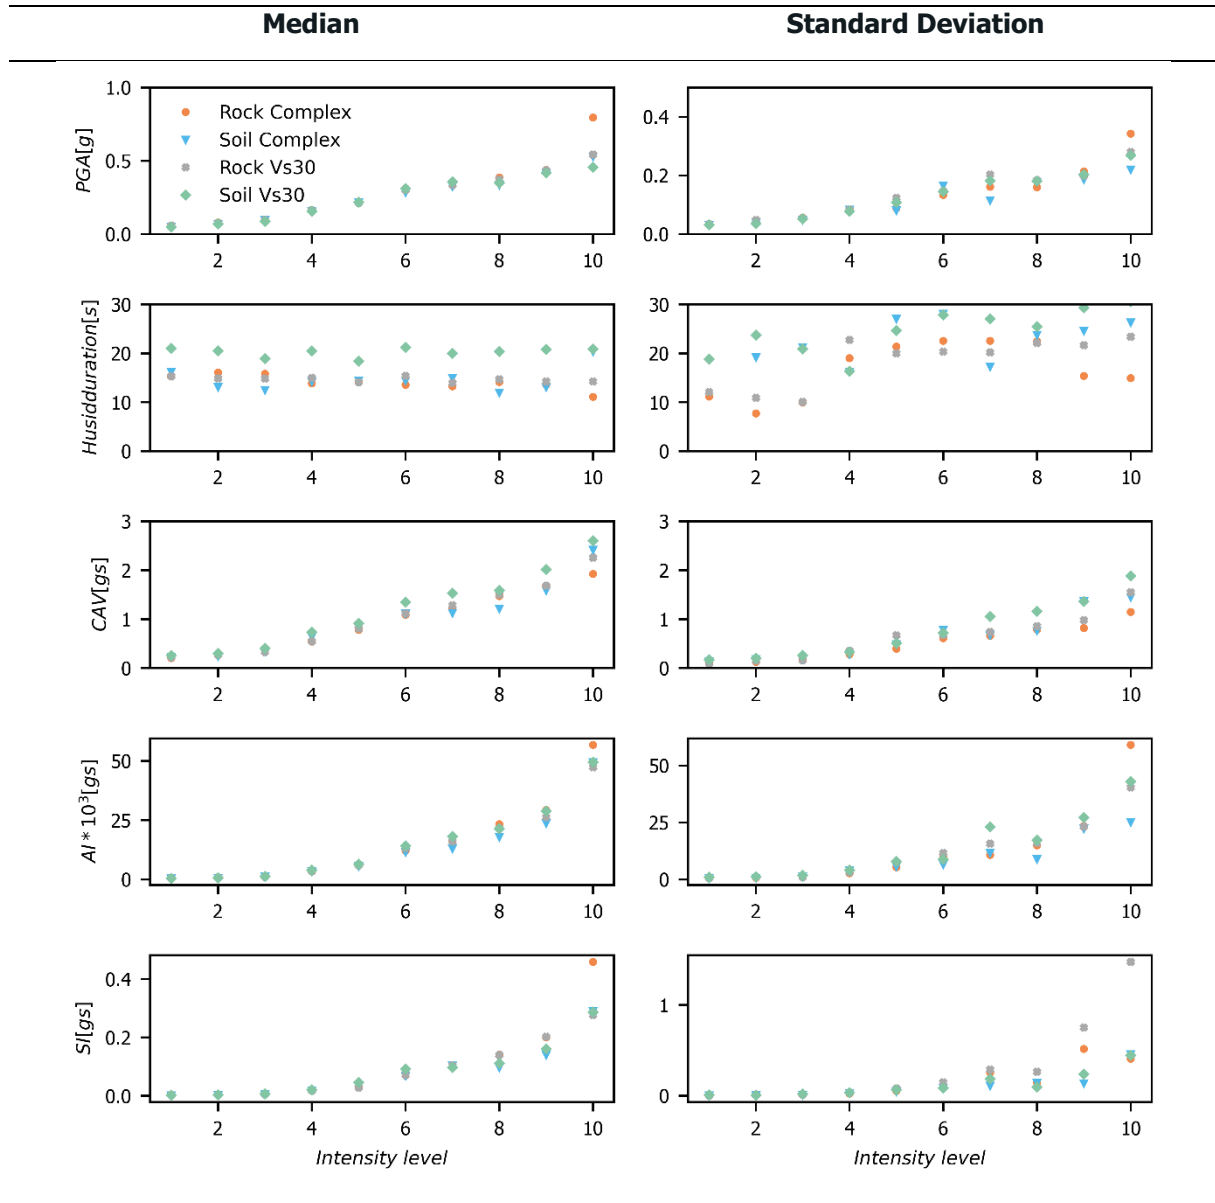 Median Standard Deviation
1.0
0.5
0.0
PGA[g]
Rock Complex
Soil Complex
Rock Vs30
Soil Vs30
2 4 6 8 10
0.4
0.2
0.0
2 4 6 8 10
30
20
10
0
Husidduration[s]
2 4 6 8 10
30
20
10
0
2 4 6 8 10
3
2
1
0
CAV[gs]
2 4 6 8 10
3
2
1
0
2 4 6 8 10
50
25
0
AI * 10³[gs]
2 4 6 8 10
50
25
0
2 4 6 8 10
0.4
0.2
0.0
SI[gs]
2 4 6 8 10
Intensity level
1
0
2 4 6 8 10
Intensity level